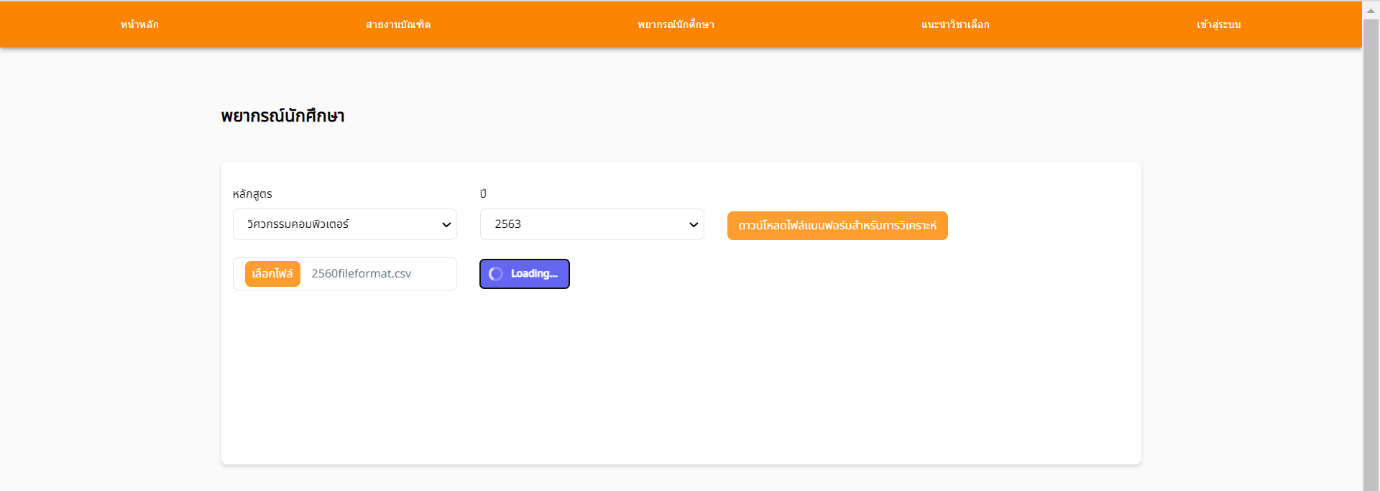 หน้าหลัก สายงานบัณฑิต พยากรณ์นักศึกษา แนะนำวิชาเลือก เข้าสู่ระบบ
พยากรณ์นักศึกษา
หลักสูตร ปี
วิศวกรรมคอมพิวเตอร์ 2563 ดาวน์โหลดไฟล์แบบฟอร์มสำหรับการวิเคราะห์
เลือกไฟล์ 2560fileformat.csv Loading...